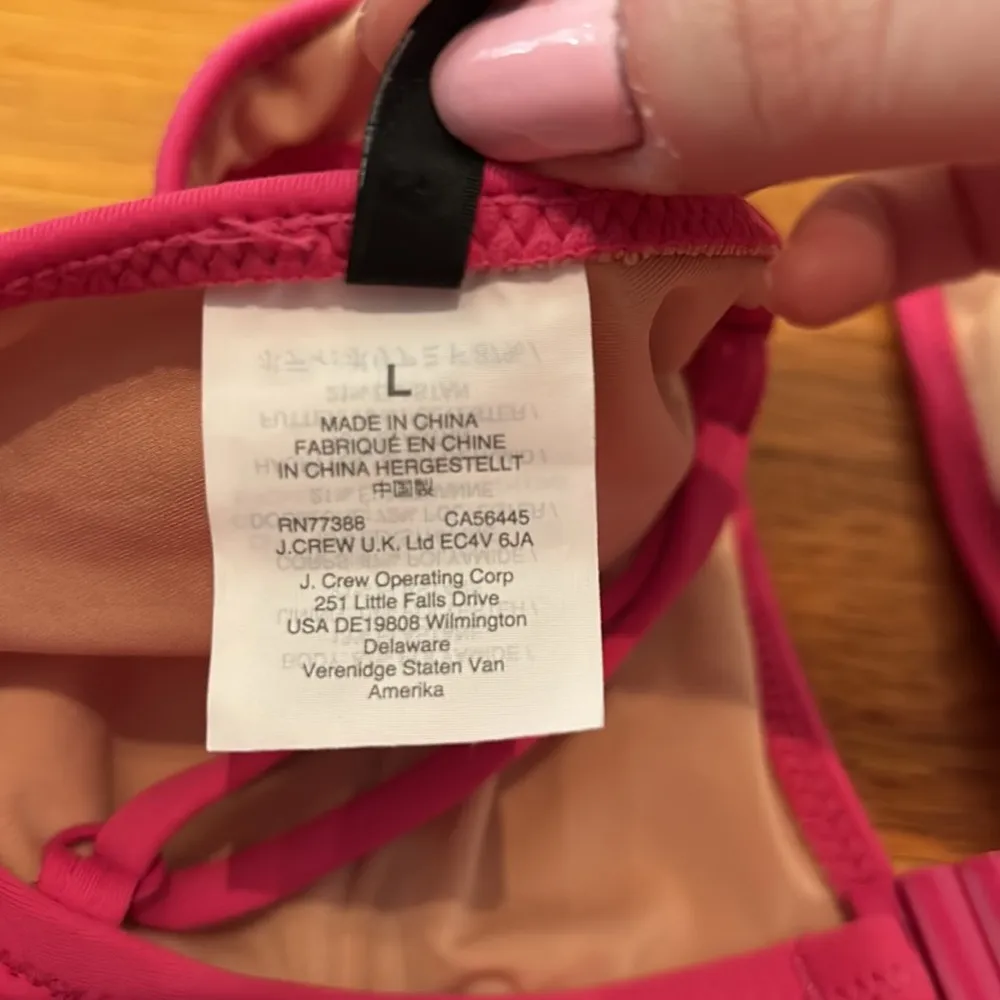 L
MADE IN CHINA
FABRIQUÉ EN CHINE
IN CHINA HERGESTELLT
中国製
RN77388 CA56445
J.CREW U.K. Ltd EC4V 6JA
J. Crew Operating Corp
251 Little Falls Drive
USA DE19808 Wilmington
Delaware
Verenidge Staten Van
Amerika